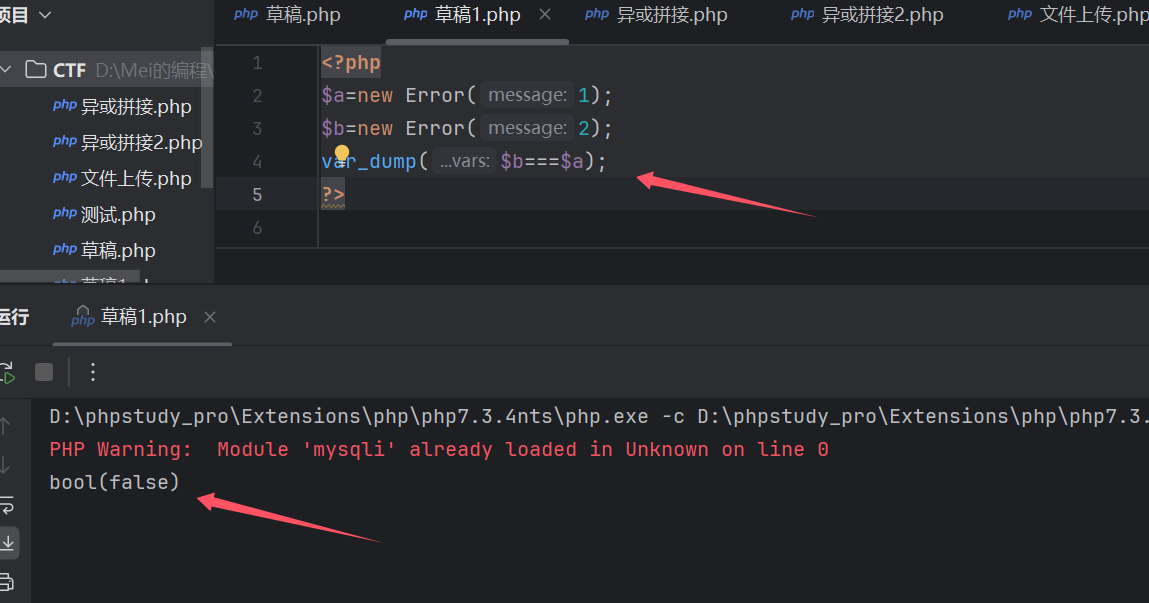 项目
php 草稿.php php 草稿1.php php 异或拼接.php php 异或拼接2.php php 文件上传.php
CTF D:\Mei的编程\
php 异或拼接.php
php 异或拼接2.php
php 文件上传.php
php 测试.php
php 草稿.php
1 <?php
2 $a=new Error( message: 1);
3 $b=new Error( message: 2);
4 var_dump( ...vars: $b===$a);
5 ?>
6
运行 php 草稿1.php
D:\phpstudy_pro\Extensions\php\php7.3.4nts\php.exe -c D:\phpstudy_pro\Extensions\php\php7.3.
PHP Warning:  Module 'mysqli' already loaded in Unknown on line 0
bool(false)